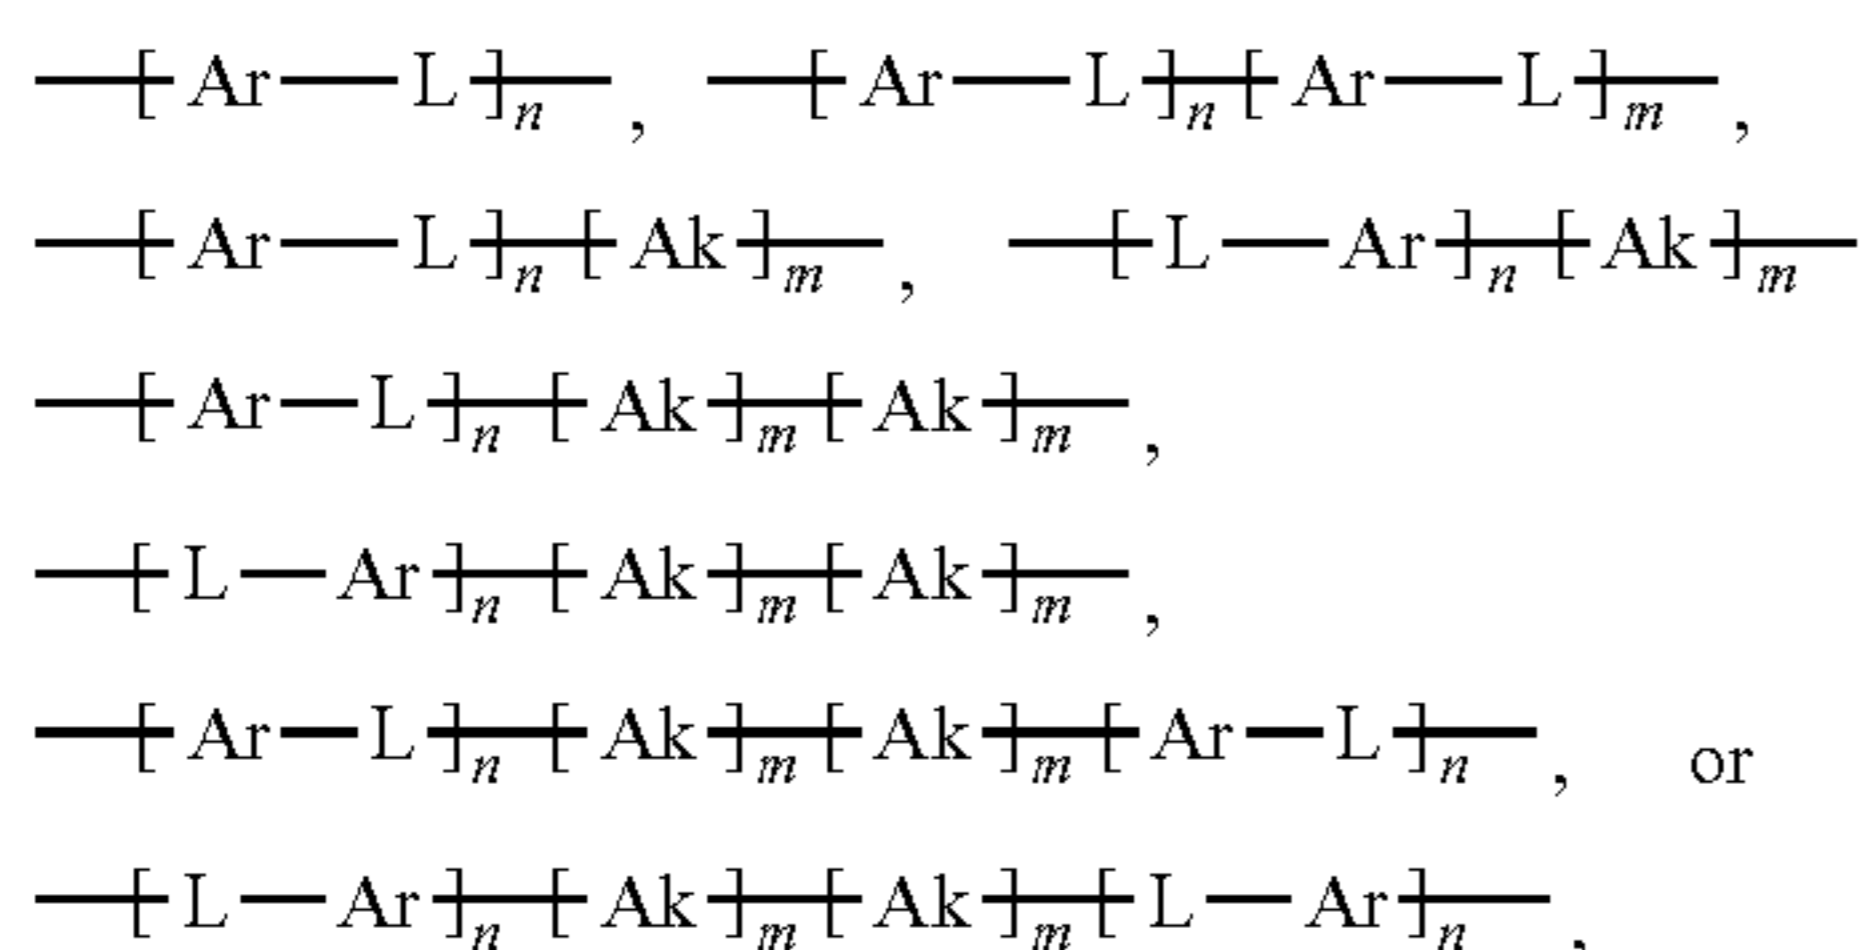 —[Ar—L]n— , —[Ar—L]n—[Ar—L]m— ,
—[Ar—L]n—[Ak]m— , —[L—Ar]n—[Ak]m—
—[Ar—L]n—[Ak]m—[Ak]m— ,
—[L—Ar]n—[Ak]m—[Ak]m— ,
—[Ar—L]n—[Ak]m—[Ak]m—[Ar—L]n— , or
—[L—Ar]n—[Ak]m—[Ak]m—[L—Ar]n— ,